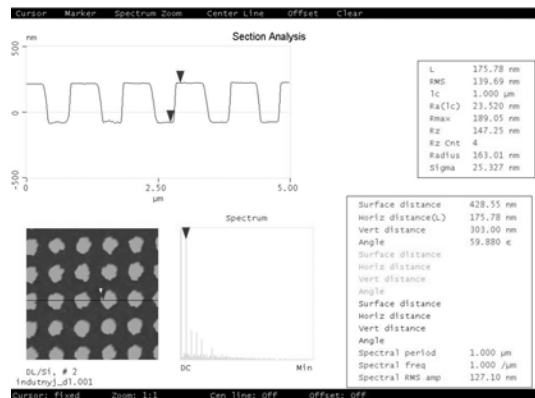 Cursor Marker Spectrum Zoom Center Line Offset Clear
nm
Section Analysis
500
0
-500
0 2.50 5.00
µm
L 175.78 nm
RMS 139.69 nm
lc 1.000 µm
Ra(lc) 23.520 nm
Rmax 189.05 nm
Rz 147.25 nm
Rz Cnt 4
Radius 163.01 nm
Sigma 25.327 nm
Surface distance 428.55 nm
Horiz distance(L) 175.78 nm
Vert distance 303.00 nm
Angle 59.880 є
Surface distance
Horiz distance
Vert distance
Angle
Surface distance
Horiz distance
Vert distance
Angle
Spectral period 1.000 µm
Spectral freq 1.000 /µm
Spectral RMS amp 127.10 nm
Spectrum
DC Min
DL/Si, # 2
indutnyj_dl.001
Cursor: fixed Zoom: 1:1 Cen line: Off Offset: Off